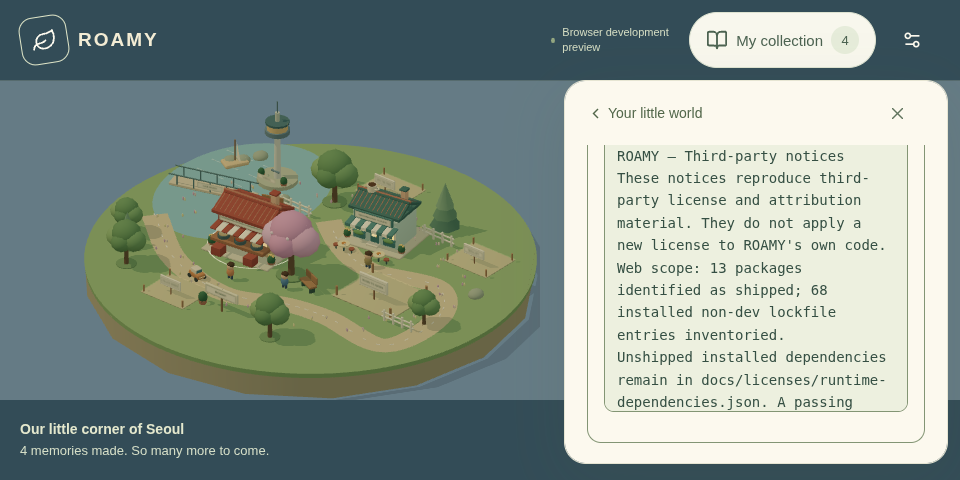 ROAMY
Browser development
preview
My collection
4
Your little world
ROAMY — Third-party notices
These notices reproduce third-
party license and attribution
material. They do not apply a
new license to ROAMY's own code.
Web scope: 13 packages
identified as shipped; 68
installed non-dev lockfile
entries inventoried.
Unshipped installed dependencies
remain in docs/licenses/runtime-
dependencies.json. A passing
Our little corner of Seoul
4 memories made. So many more to come.